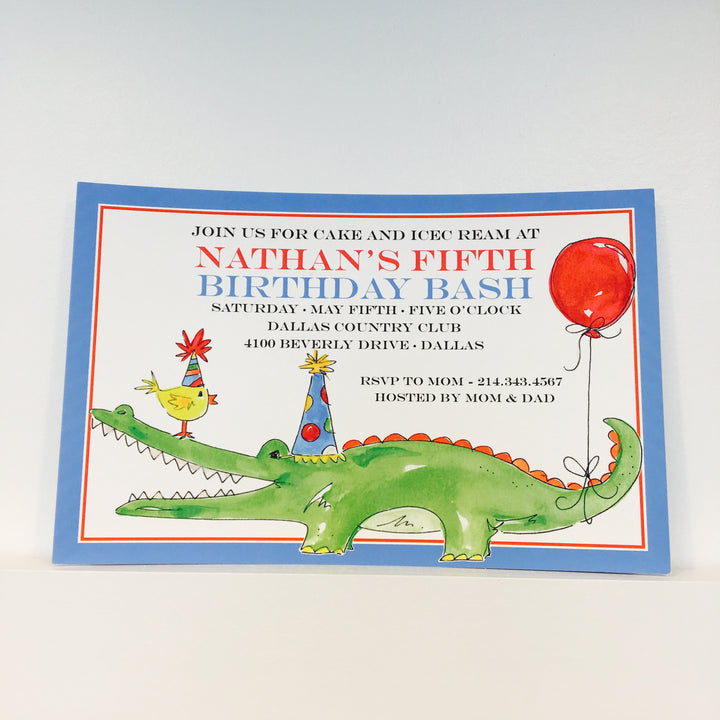 JOIN US FOR CAKE AND ICEC REAM AT
NATHAN'S FIFTH
BIRTHDAY BASH
SATURDAY · MAY FIFTH · FIVE O'CLOCK
DALLAS COUNTRY CLUB
4100 BEVERLY DRIVE · DALLAS
RSVP TO MOM - 214.343.4567
HOSTED BY MOM & DAD